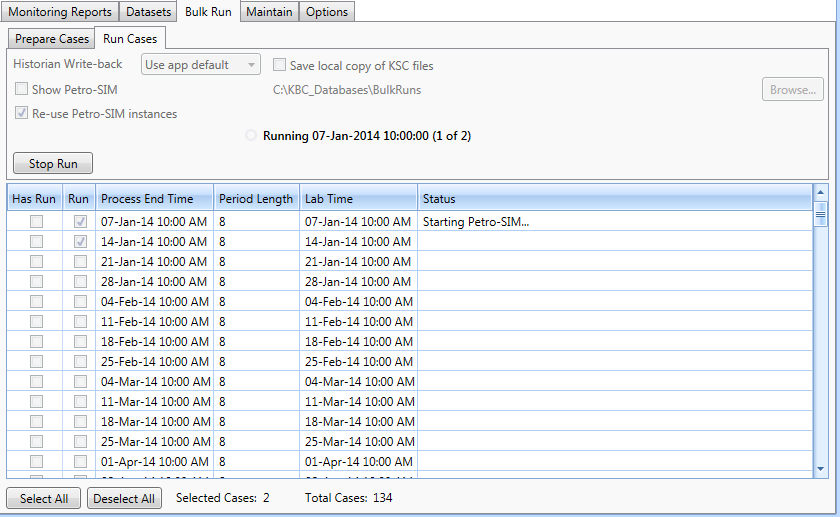 Monitoring Reports Datasets Bulk Run Maintain Options
Prepare Cases Run Cases
Historian Write-back Use app default Save local copy of KSC files
Show Petro-SIM C:\KBC_Databases\BulkRuns Browse...
Re-use Petro-SIM instances
Running 07-Jan-2014 10:00:00 (1 of 2)
Stop Run
Has Run Run Process End Time Period Length Lab Time Status
07-Jan-14 10:00 AM 8 07-Jan-14 10:00 AM Starting Petro-SIM...
14-Jan-14 10:00 AM 8 14-Jan-14 10:00 AM
21-Jan-14 10:00 AM 8 21-Jan-14 10:00 AM
28-Jan-14 10:00 AM 8 28-Jan-14 10:00 AM
04-Feb-14 10:00 AM 8 04-Feb-14 10:00 AM
11-Feb-14 10:00 AM 8 11-Feb-14 10:00 AM
18-Feb-14 10:00 AM 8 18-Feb-14 10:00 AM
25-Feb-14 10:00 AM 8 25-Feb-14 10:00 AM
04-Mar-14 10:00 AM 8 04-Mar-14 10:00 AM
11-Mar-14 10:00 AM 8 11-Mar-14 10:00 AM
18-Mar-14 10:00 AM 8 18-Mar-14 10:00 AM
25-Mar-14 10:00 AM 8 25-Mar-14 10:00 AM
01-Apr-14 10:00 AM 8 01-Apr-14 10:00 AM
Select All Deselect All Selected Cases: 2 Total Cases: 134